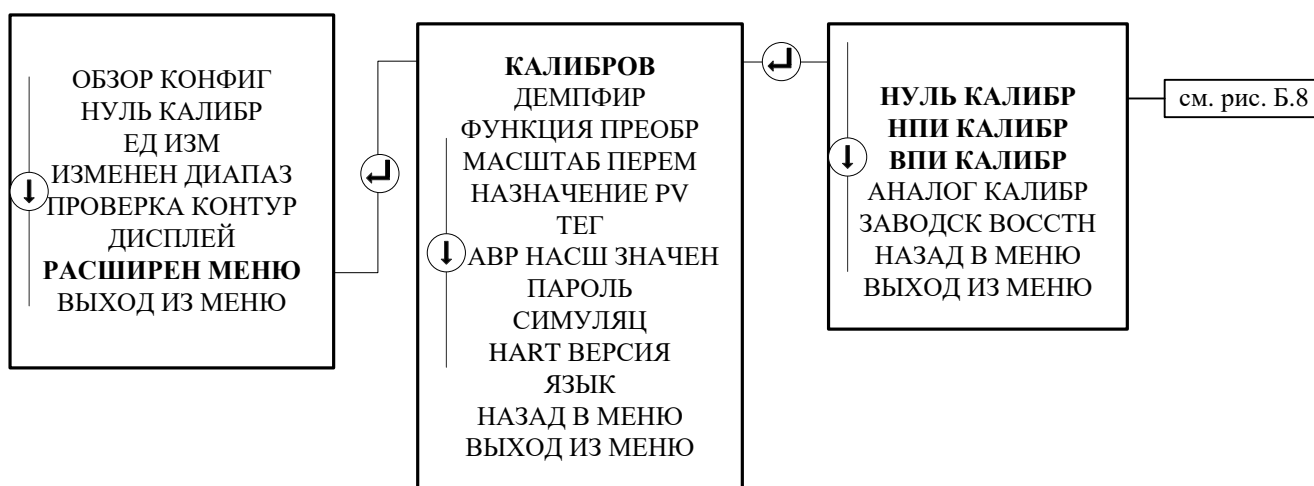 ОБЗОР КОНФИГ
НУЛЬ КАЛИБР
ЕД ИЗМ
ИЗМЕНЕН ДИАПАЗ
ПРОВЕРКА КОНТУР
ДИСПЛЕЙ
РАСШИРЕН МЕНЮ
ВЫХОД ИЗ МЕНЮ
КАЛИБРОВ
ДЕМПФИР
ФУНКЦИЯ ПРЕОБР
МАСШТАБ ПЕРЕМ
НАЗНАЧЕНИЕ PV
ТЕГ
АВР НАСЩ ЗНАЧЕН
ПАРОЛЬ
СИМУЛЯЦ
HART ВЕРСИЯ
ЯЗЫК
НАЗАД В МЕНЮ
ВЫХОД ИЗ МЕНЮ
НУЛЬ КАЛИБР
НПИ КАЛИБР
ВПИ КАЛИБР
АНАЛОГ КАЛИБР
ЗАВОДСК ВОССТН
НАЗАД В МЕНЮ
ВЫХОД ИЗ МЕНЮ
см. рис. Б.8